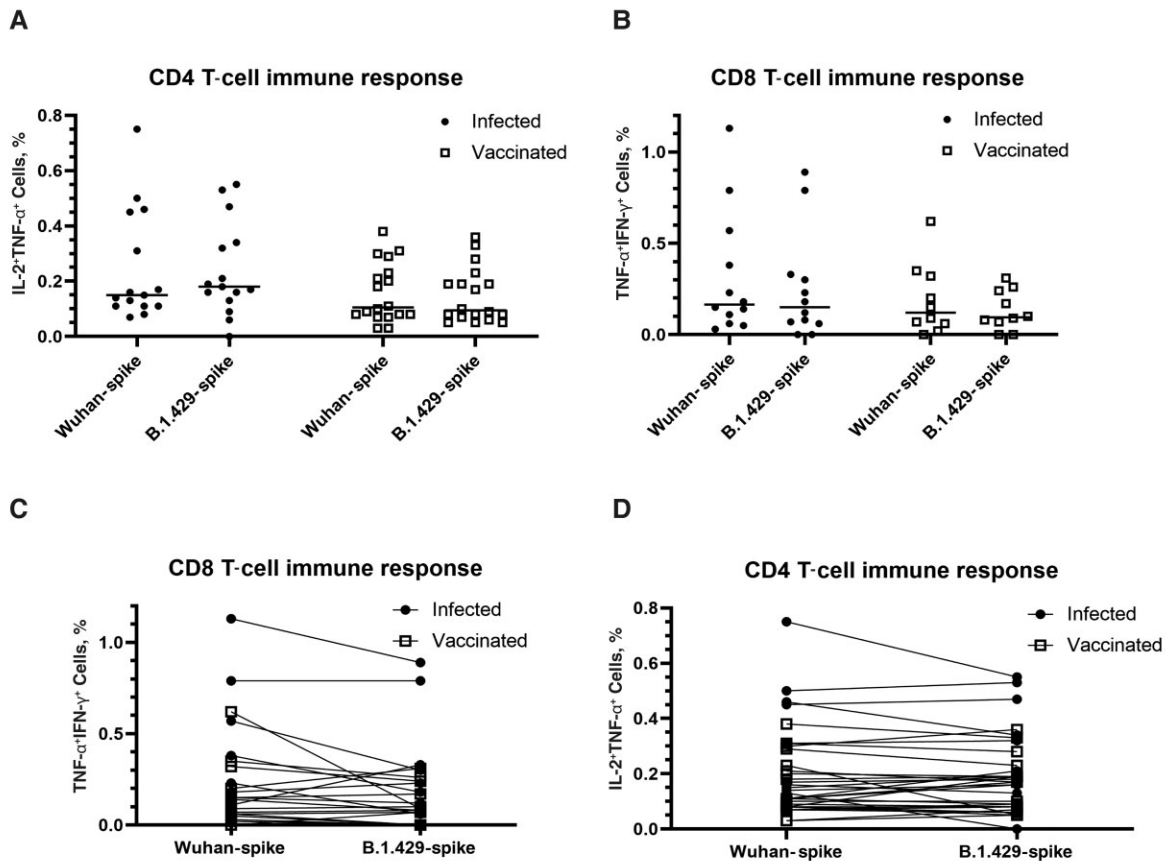 A
CD4 T-cell immune response
IL-2⁺TNF-α⁺ Cells, %
0.8
0.6
0.4
0.2
0.0
Infected
Vaccinated
Wuhan-spike
B.1.429-spike
Wuhan-spike
B.1.429-spike
B
CD8 T-cell immune response
TNF-α⁺IFN-γ⁺ Cells, %
1.0
0.5
0.0
Infected
Vaccinated
Wuhan-spike
B.1.429-spike
Wuhan-spike
B.1.429-spike
C
CD8 T-cell immune response
TNF-α⁺IFN-γ⁺ Cells, %
1.0
0.5
0.0
Infected
Vaccinated
Wuhan-spike
B.1.429-spike
D
CD4 T-cell immune response
IL-2⁺TNF-α⁺ Cells, %
0.8
0.6
0.4
0.2
0.0
Infected
Vaccinated
Wuhan-spike
B.1.429-spike